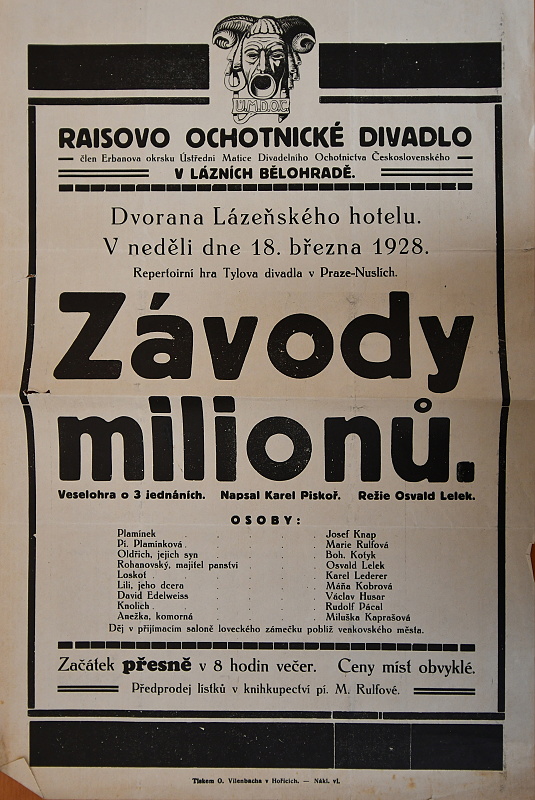 Ú.M.D.O.Č.
RAISOVO OCHOTNICKÉ DIVADLO
člen Erbanova okrsku Ústřední Matice Divadelního Ochotnictva Československého
V LÁZNÍCH BĚLOHRADĚ.
Dvorana Lázeňského hotelu.
V neděli dne 18. března 1928.
Repertoirní hra Tylova divadla v Praze-Nuslích.
Závody
milionů.
Veselohra o 3 jednáních. Napsal Karel Piskoř. Režie Osvald Lelek.
OSOBY:
Plamínek . . . . . Josef Knap
Pí. Plamínková . . . . . Marie Rulfová
Oldřich, jejich syn . . . . . Boh. Kotyk
Rohanovský, majitel panství . . . . Osvald Lelek
Loskot . . . . . Karel Lederer
Lili, jeho dcera . . . . . Máňa Kobrová
David Edelweiss . . . . . Václav Husar
Knolich . . . . . Rudolf Pácal
Anežka, komorná . . . . . Miluška Kaprašová
Děj v přijímacím saloně loveckého zámečku poblíž venkovského města.
Začátek přesně v 8 hodin večer. Ceny míst obvyklé.
Předprodej lístků v knihkupectví pí. M. Rulfové.
Tiskem O. Vilenbacha v Hořicích. — Nákl. vl.